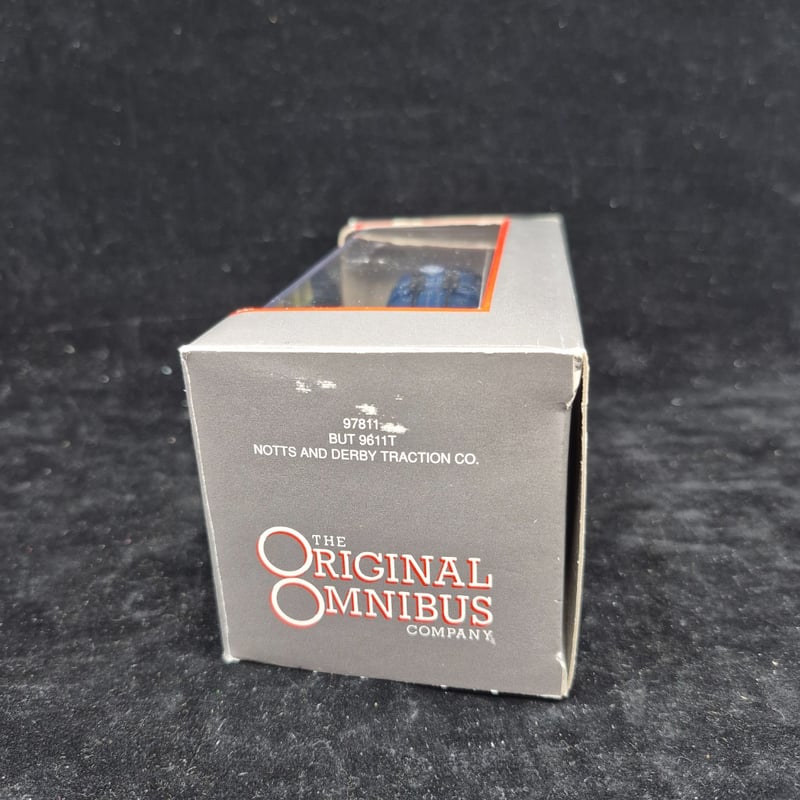 97811
BUT 9611T
NOTTS AND DERBY TRACTION CO.
THE
ORIGINAL
OMNIBUS
COMPANY